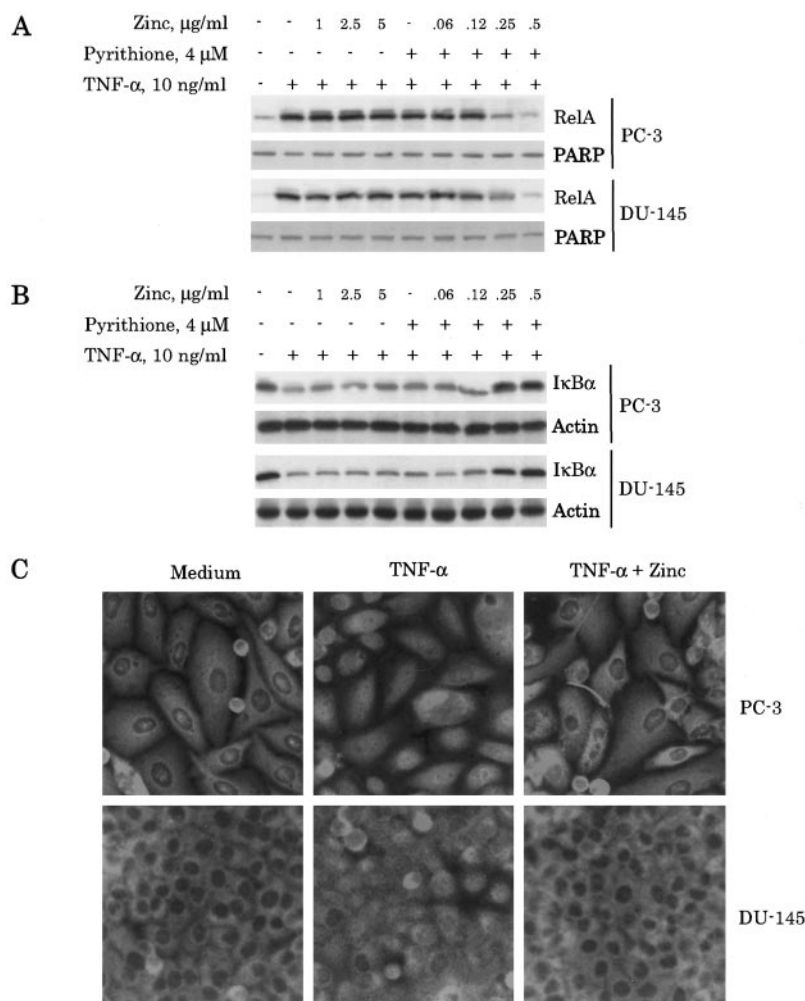 A
Zinc, µg/ml - - 1 2.5 5 - .06 .12 .25 .5
Pyrithione, 4 µM - - - - - + + + + +
TNF-α, 10 ng/ml - + + + + + + + + +
RelA
PARP
PC-3
RelA
PARP
DU-145
B
Zinc, µg/ml - - 1 2.5 5 - .06 .12 .25 .5
Pyrithione, 4 µM - - - - - + + + + +
TNF-α, 10 ng/ml - + + + + + + + + +
IκBα
Actin
PC-3
IκBα
Actin
DU-145
C
Medium TNF-α TNF-α + Zinc
PC-3
DU-145